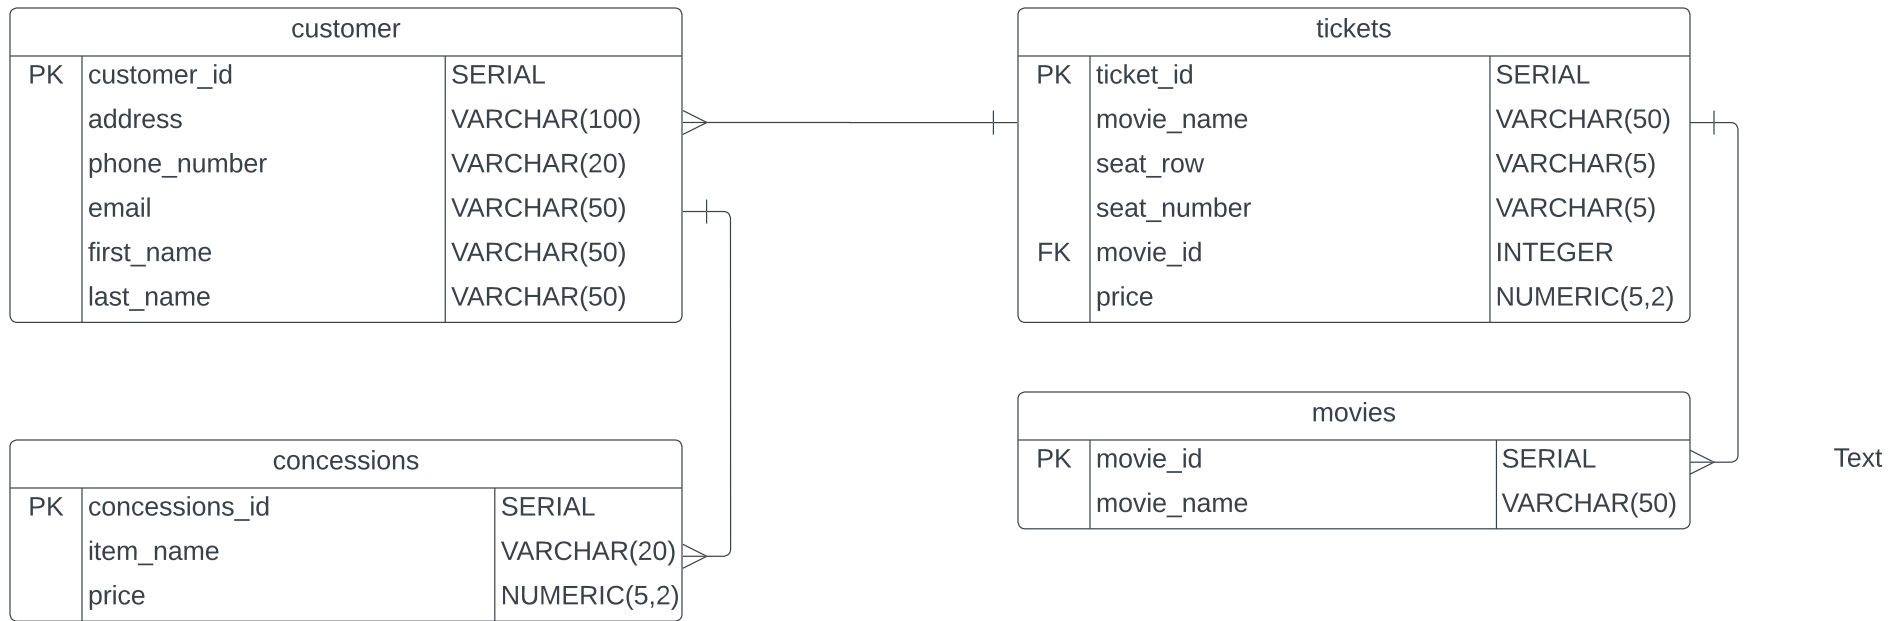 customer
PK customer_id SERIAL
address VARCHAR(100)
phone_number VARCHAR(20)
email VARCHAR(50)
first_name VARCHAR(50)
last_name VARCHAR(50)
tickets
PK ticket_id SERIAL
movie_name VARCHAR(50)
seat_row VARCHAR(5)
seat_number VARCHAR(5)
FK movie_id INTEGER
price NUMERIC(5,2)
concessions
PK concessions_id SERIAL
item_name VARCHAR(20)
price NUMERIC(5,2)
movies
PK movie_id SERIAL
movie_name VARCHAR(50)
Text